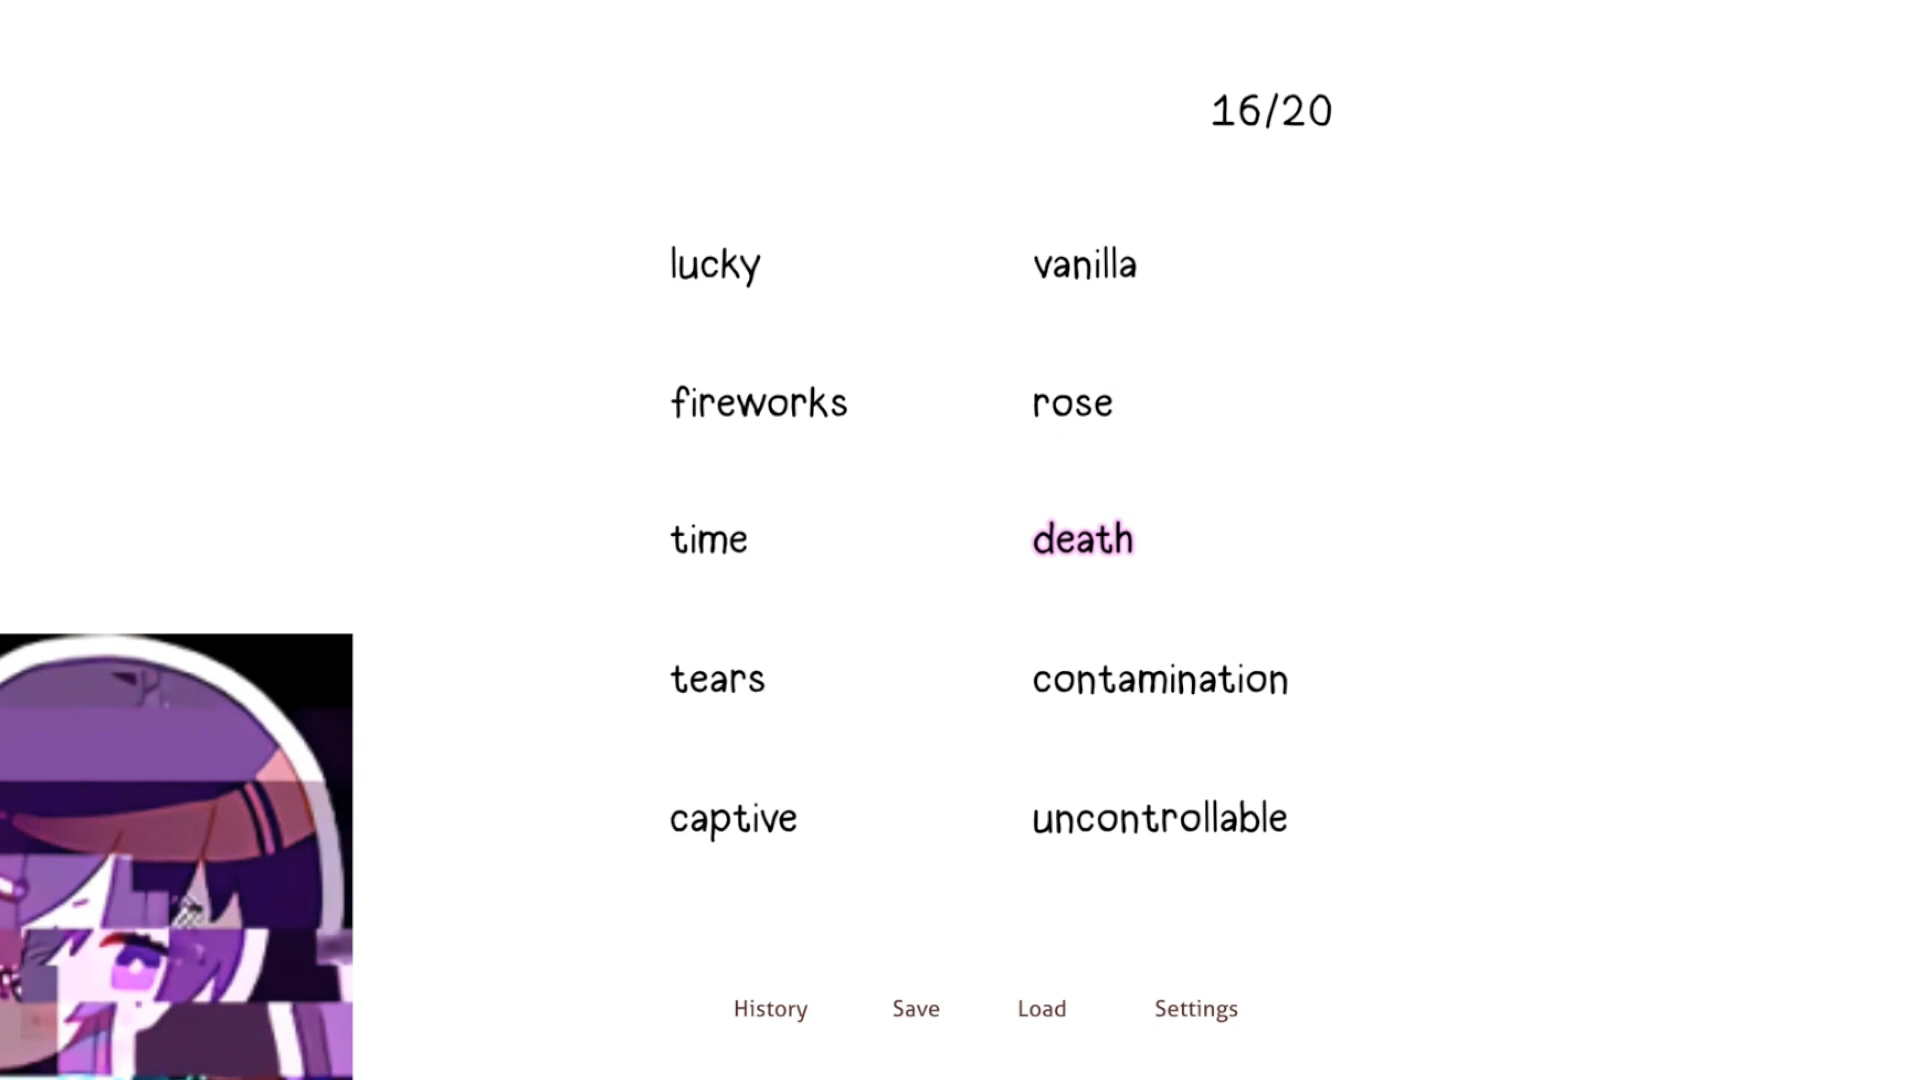 16/20
lucky vanilla
fireworks rose
time death
tears contamination
captive uncontrollable
History Save Load Settings